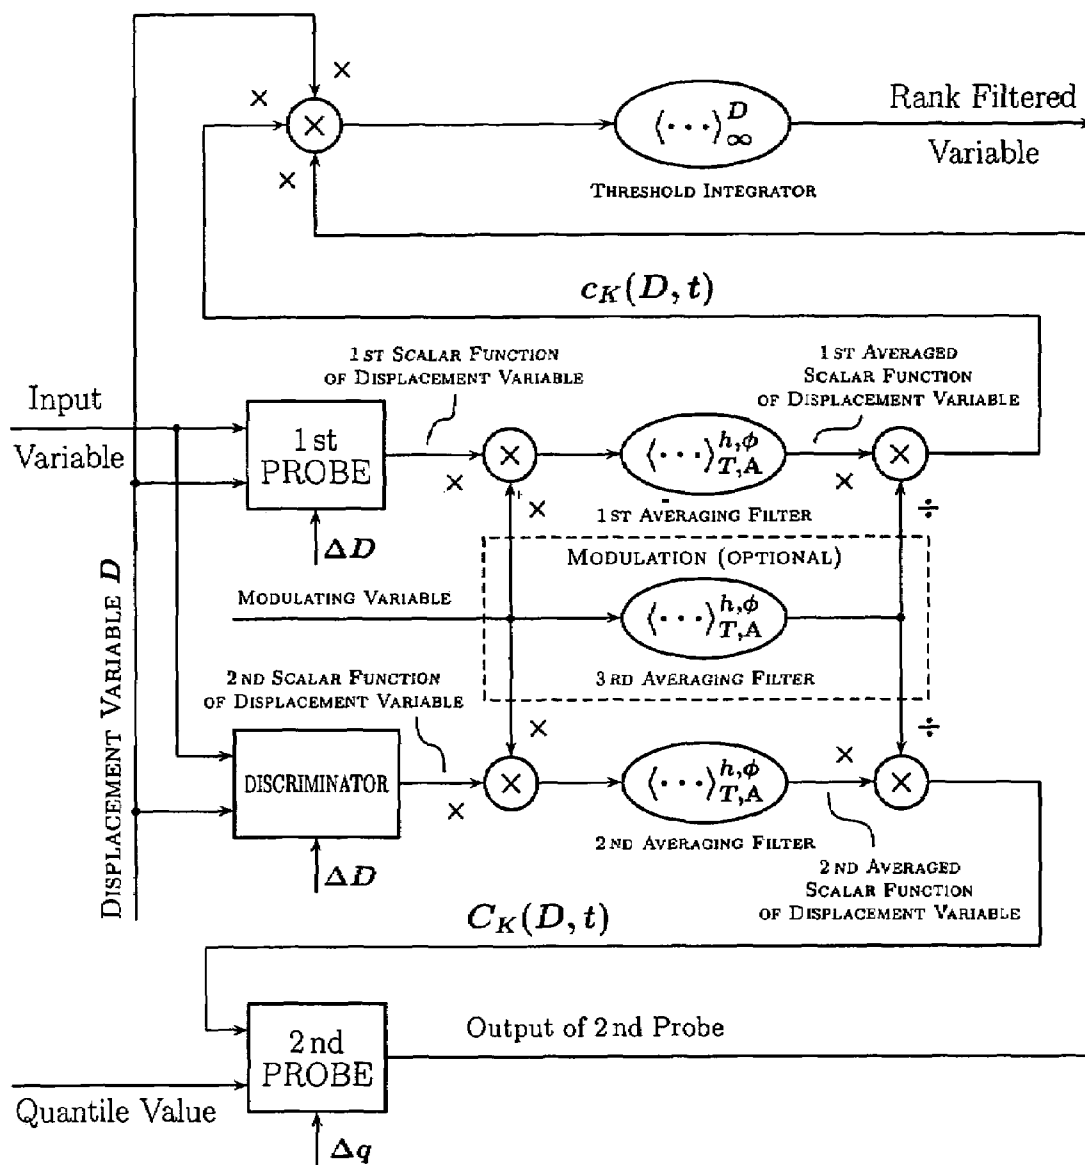 ×
×
×
×
⟨···⟩ D ∞
Rank Filtered
Variable
THRESHOLD INTEGRATOR
c_K(D, t)
1ST SCALAR FUNCTION
OF DISPLACEMENT VARIABLE
1ST AVERAGED
SCALAR FUNCTION
OF DISPLACEMENT VARIABLE
Input
Variable
1st
PROBE
×
×
×
⟨···⟩ h,ϕ T,A
×
×
÷
1ST AVERAGING FILTER
ΔD
MODULATION (OPTIONAL)
MODULATING VARIABLE
⟨···⟩ h,ϕ T,A
3RD AVERAGING FILTER
DISPLACEMENT VARIABLE D
2ND SCALAR FUNCTION
OF DISPLACEMENT VARIABLE
×
÷
DISCRIMINATOR
×
×
⟨···⟩ h,ϕ T,A
×
×
2ND AVERAGING FILTER
ΔD
2ND AVERAGED
SCALAR FUNCTION
OF DISPLACEMENT VARIABLE
C_K(D, t)
2nd
PROBE
Output of 2nd Probe
Quantile Value
Δq